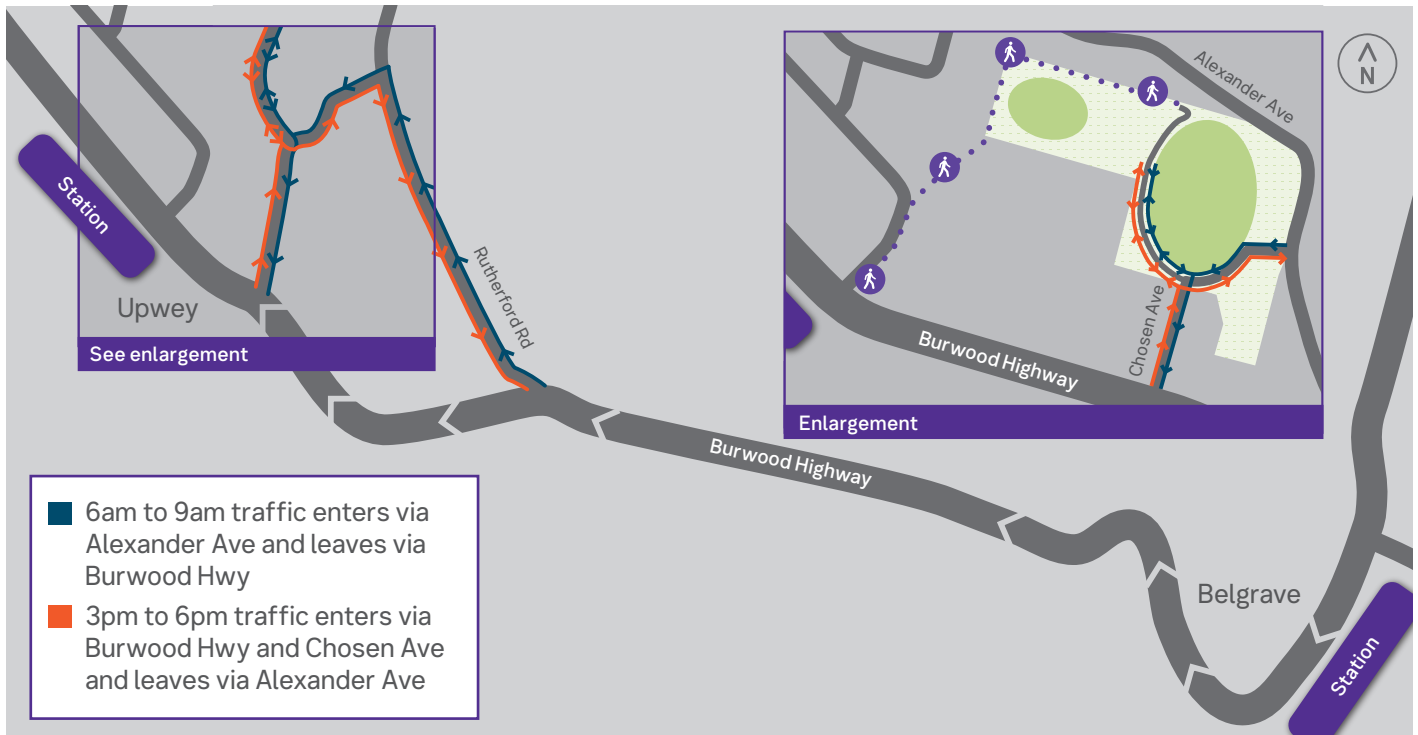 Station
Upwey
See enlargement
Rutherford Rd
Burwood Highway
Belgrave
Station
Alexander Ave
Chosen Ave
Burwood Highway
Enlargement
N
6am to 9am traffic enters via
Alexander Ave and leaves via
Burwood Hwy
3pm to 6pm traffic enters via
Burwood Hwy and Chosen Ave
and leaves via Alexander Ave